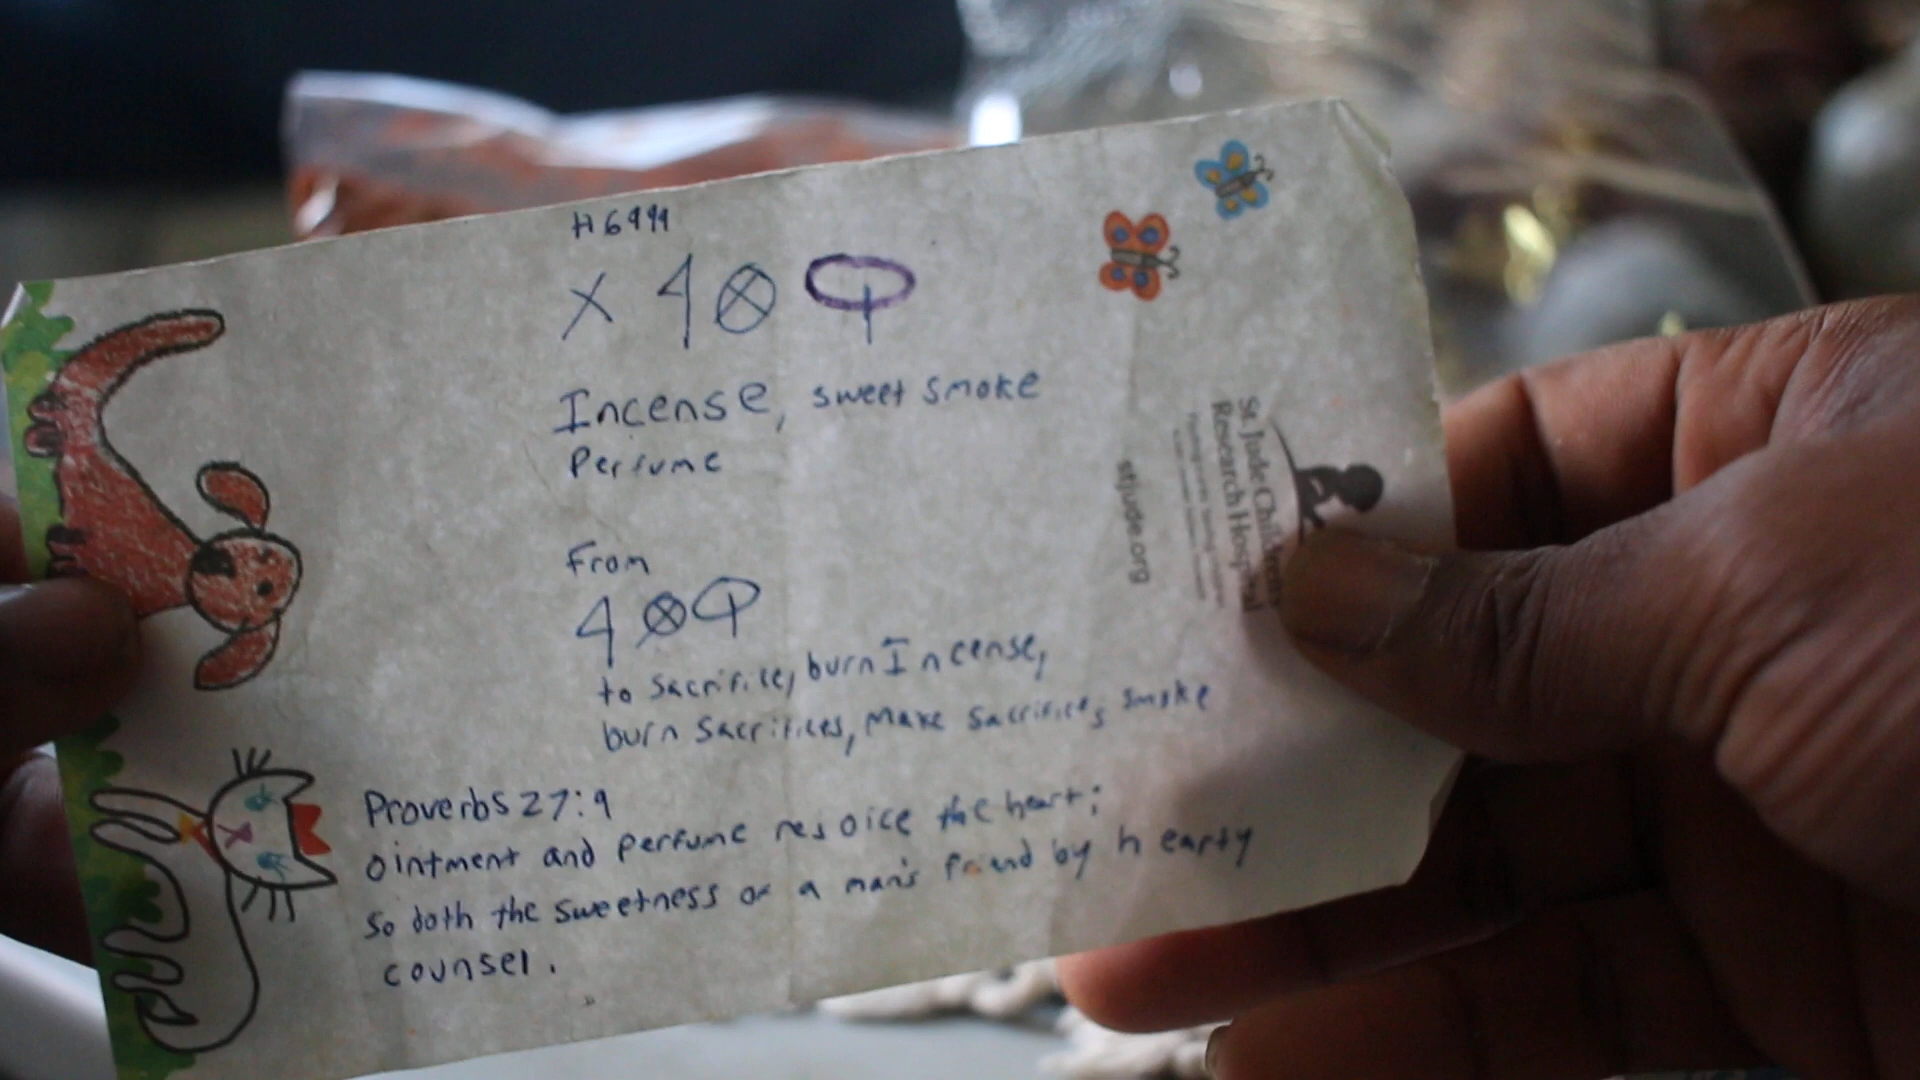 H6999
X 4 ⊗ Φ
Incense, sweet smoke
Perfume
From
4 ⊗ Φ
to sacrifice, burn Incense,
burn sacrifices, make sacrifices, smoke
Proverbs 27:9
ointment and perfume resoice the heart;
so doth the sweetness of a man's friend by hearty
counsel.
St. Jude Children's
Research Hospital
stjude.org